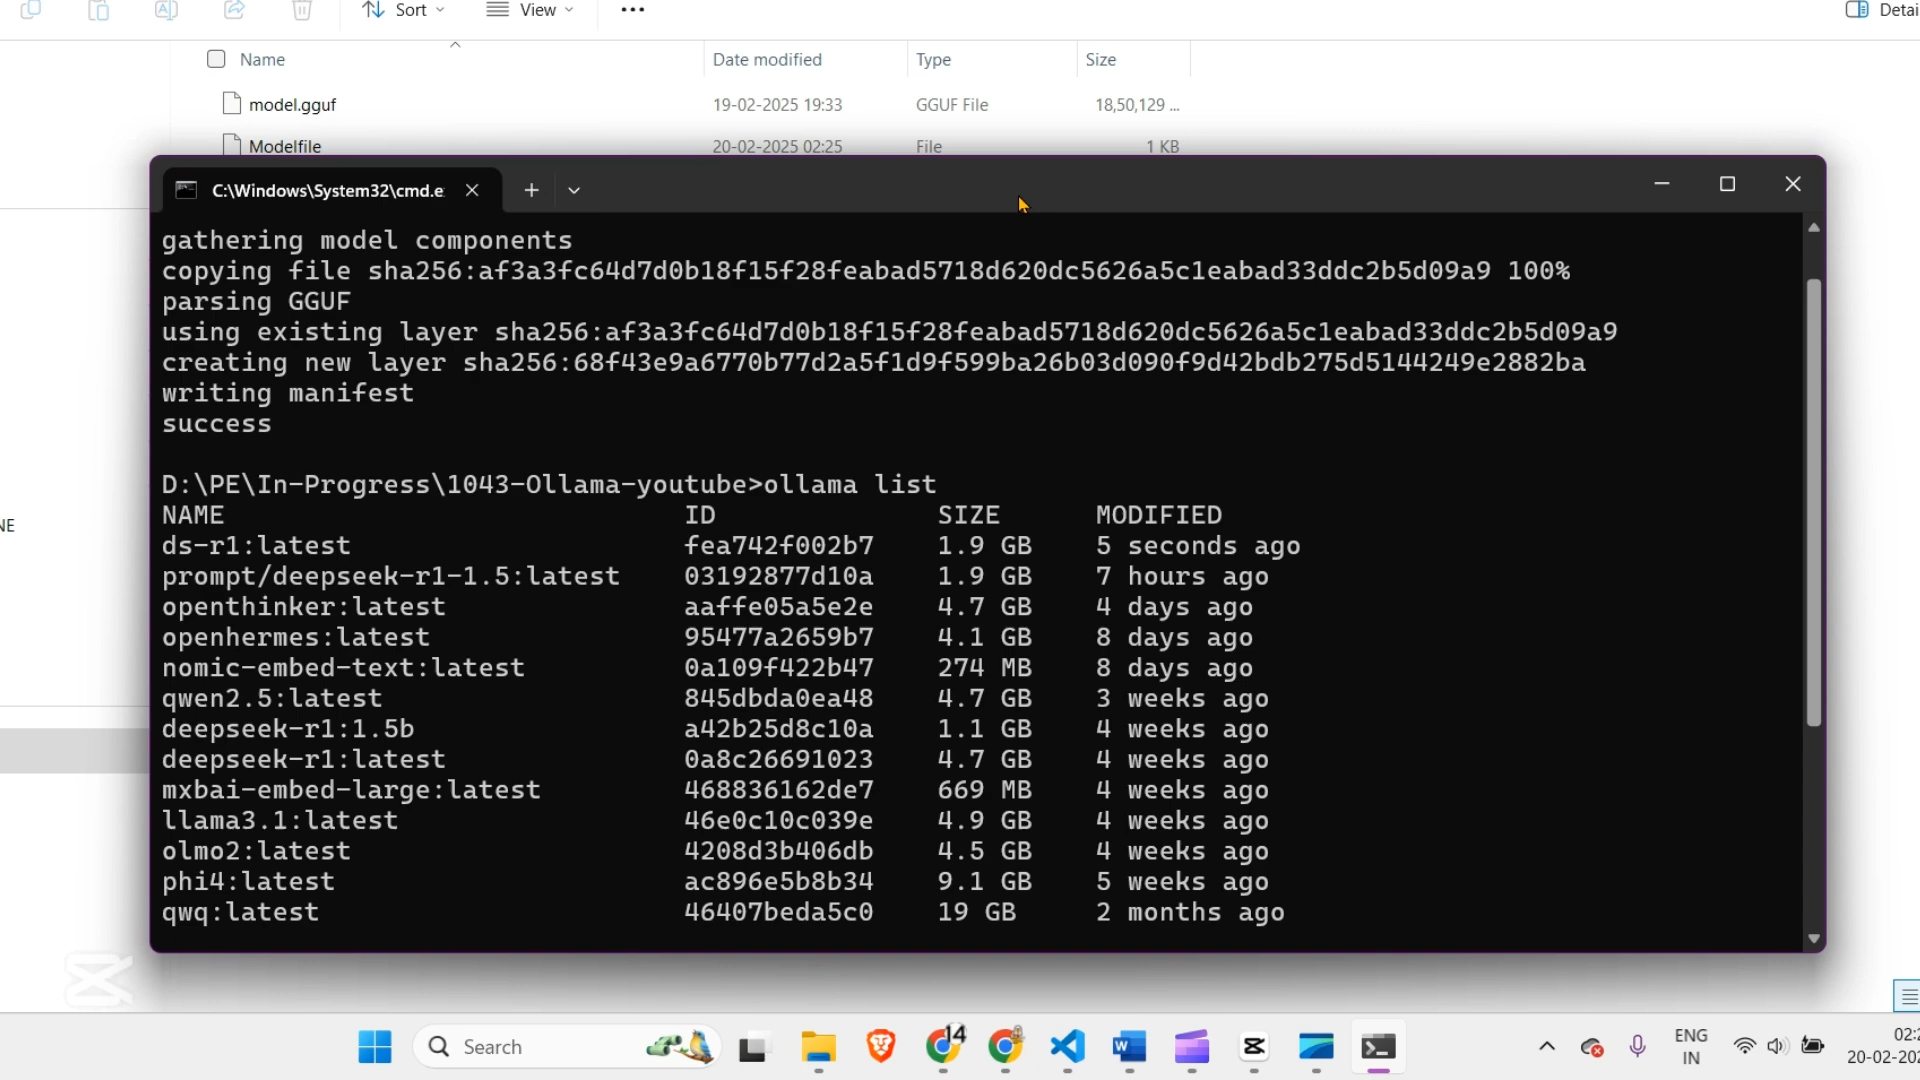 Sort
View
Detai
Name Date modified Type Size
model.gguf 19-02-2025 19:33 GGUF File 18,50,129 ...
Modelfile 20-02-2025 02:25 File 1 KB
C:\Windows\System32\cmd.e
gathering model components
copying file sha256:af3a3fc64d7d0b18f15f28feabad5718d620dc5626a5c1eabad33ddc2b5d09a9 100%
parsing GGUF
using existing layer sha256:af3a3fc64d7d0b18f15f28feabad5718d620dc5626a5c1eabad33ddc2b5d09a9
creating new layer sha256:68f43e9a6770b77d2a5f1d9f599ba26b03d090f9d42bdb275d5144249e2882ba
writing manifest
success
D:\PE\In-Progress\1043-Ollama-youtube>ollama list
NAME ID SIZE MODIFIED
ds-r1:latest fea742f002b7 1.9 GB 5 seconds ago
prompt/deepseek-r1-1.5:latest 03192877d10a 1.9 GB 7 hours ago
openthinker:latest aaffe05a5e2e 4.7 GB 4 days ago
openhermes:latest 95477a2659b7 4.1 GB 8 days ago
nomic-embed-text:latest 0a109f422b47 274 MB 8 days ago
qwen2.5:latest 845dbda0ea48 4.7 GB 3 weeks ago
deepseek-r1:1.5b a42b25d8c10a 1.1 GB 4 weeks ago
deepseek-r1:latest 0a8c26691023 4.7 GB 4 weeks ago
mxbai-embed-large:latest 468836162de7 669 MB 4 weeks ago
llama3.1:latest 46e0c10c039e 4.9 GB 4 weeks ago
olmo2:latest 4208d3b406db 4.5 GB 4 weeks ago
phi4:latest ac896e5b8b34 9.1 GB 5 weeks ago
qwq:latest 46407beda5c0 19 GB 2 months ago
NE
Search
14
ENG
IN
02:2
20-02-202